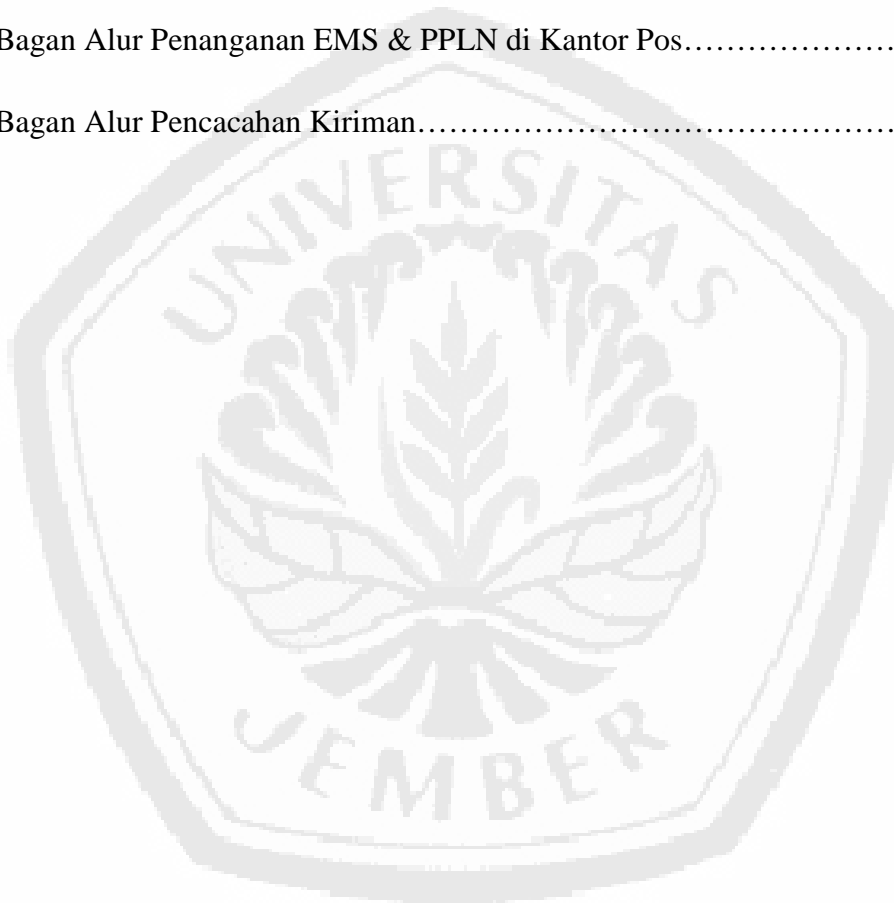 Bagan Alur Penanganan EMS & PPLN di Kantor Pos………………….
Bagan Alur Pencacahan Kiriman……………………………………………….
UNIVERSITAS
JEMBER